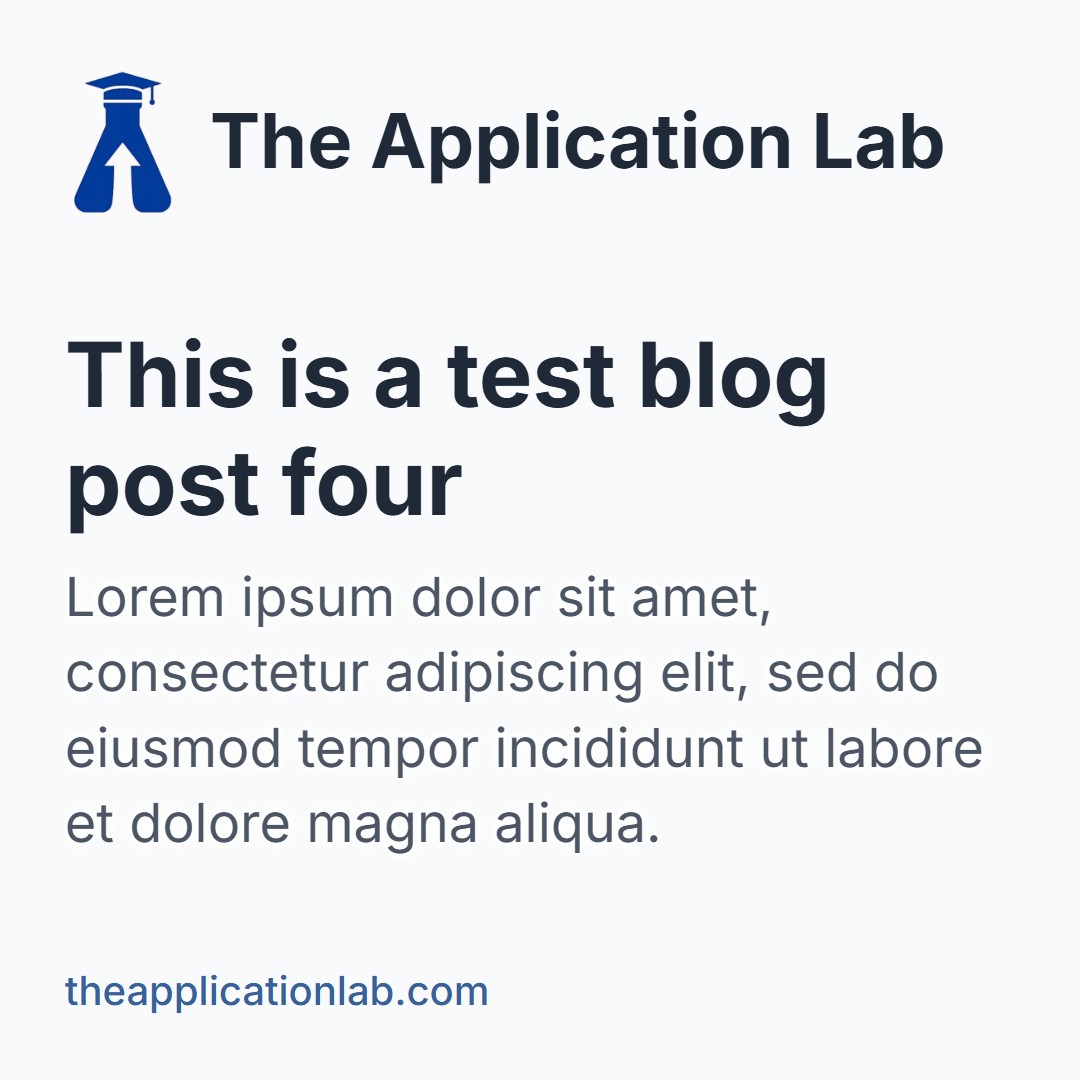 The Application Lab
This is a test blog
post four
Lorem ipsum dolor sit amet,
consectetur adipiscing elit, sed do
eiusmod tempor incididunt ut labore
et dolore magna aliqua.
theapplicationlab.com